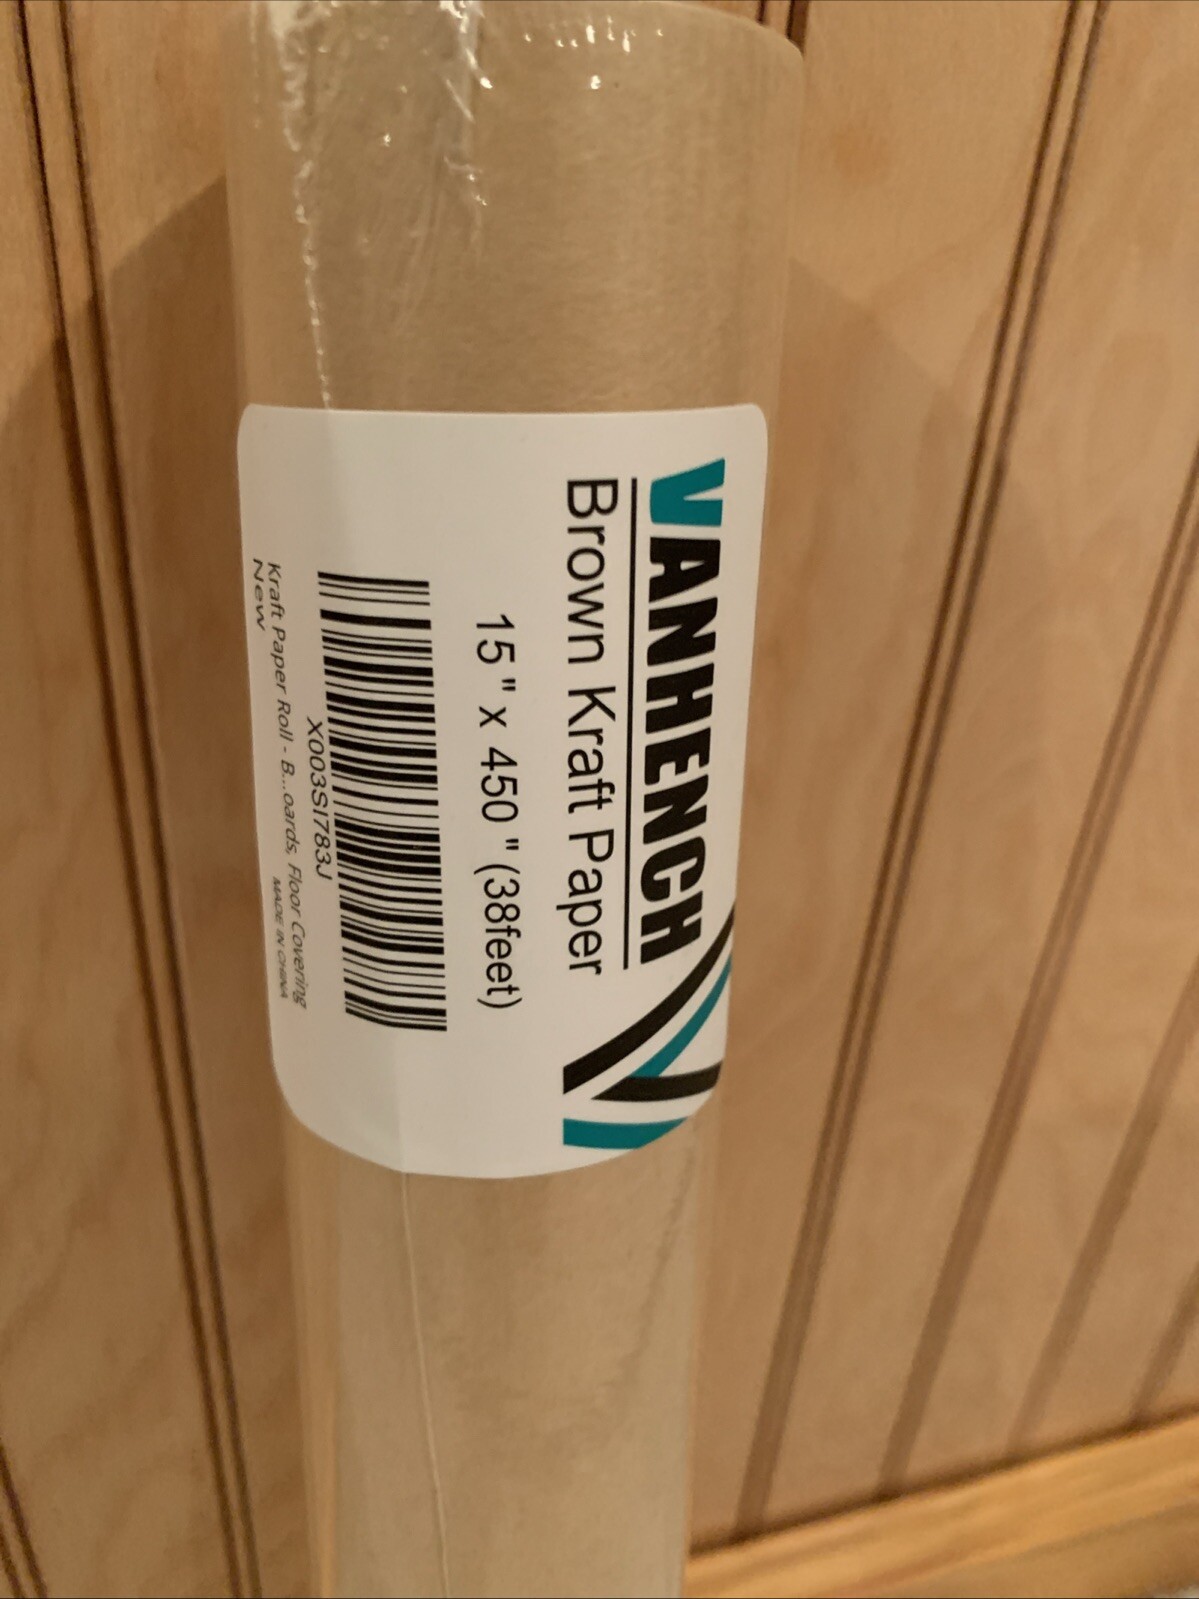 VANHENCH
Brown Kraft Paper
15" x 450" (38feet)
X003SI783J
Kraft Paper Roll - B...oards, Floor Covering
New
MADE IN CHINA